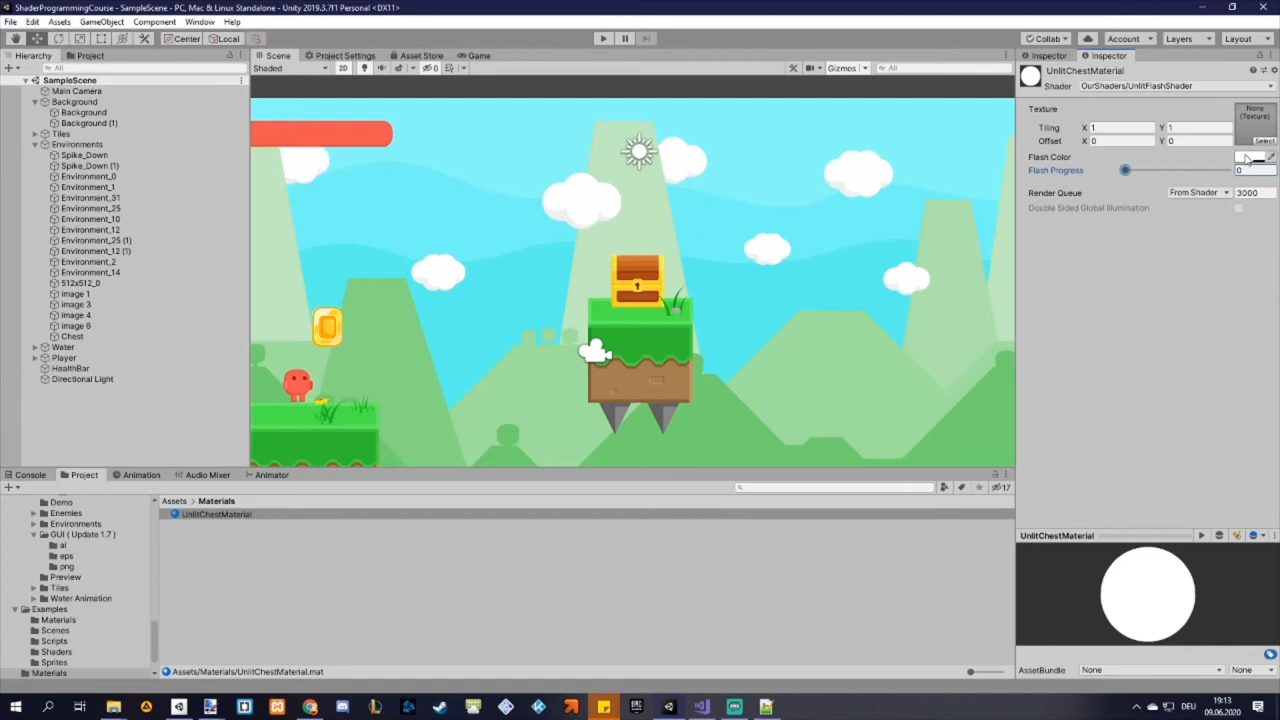 ShaderProgrammingCourse - SampleScene - PC, Mac & Linux Standalone - Unity 2019.3.7f1 Personal <DX11>
File Edit Assets GameObject Component Window Help
Center Local Collab Account Layers Layout
Hierarchy Project Scene Project Settings Asset Store Game Inspector Inspector
All Shaded 2D 0 Gizmos All
SampleScene
Main Camera
Background
Background
Background (1)
Tiles
Environments
Spike_Down
Spike_Down (1)
Environment_0
Environment_1
Environment_31
Environment_25
Environment_10
Environment_12
Environment_25 (1)
Environment_12 (1)
Environment_2
Environment_14
512x512_0
image 1
image 3
image 4
image 6
Chest
Water
Player
HealthBar
Directional Light
1
UnlitChestMaterial
Shader OurShaders/UnlitFlashShader
Texture None
(Texture)
Tiling X 1 Y 1
Offset X 0 Y 0 Select
Flash Color
Flash Progress 0
Render Queue From Shader 3000
Double Sided Global Illumination
Console Project Animation Audio Mixer Animator
17
Demo
Enemies
Environments
GUI ( Update 1.7 )
ai
eps
png
Preview
Tiles
Water Animation
Examples
Materials
Scenes
Scripts
Shaders
Sprites
Materials
Assets > Materials
UnlitChestMaterial
Assets/Materials/UnlitChestMaterial.mat
UnlitChestMaterial
AssetBundle None None
DEU
19:13
09.06.2020